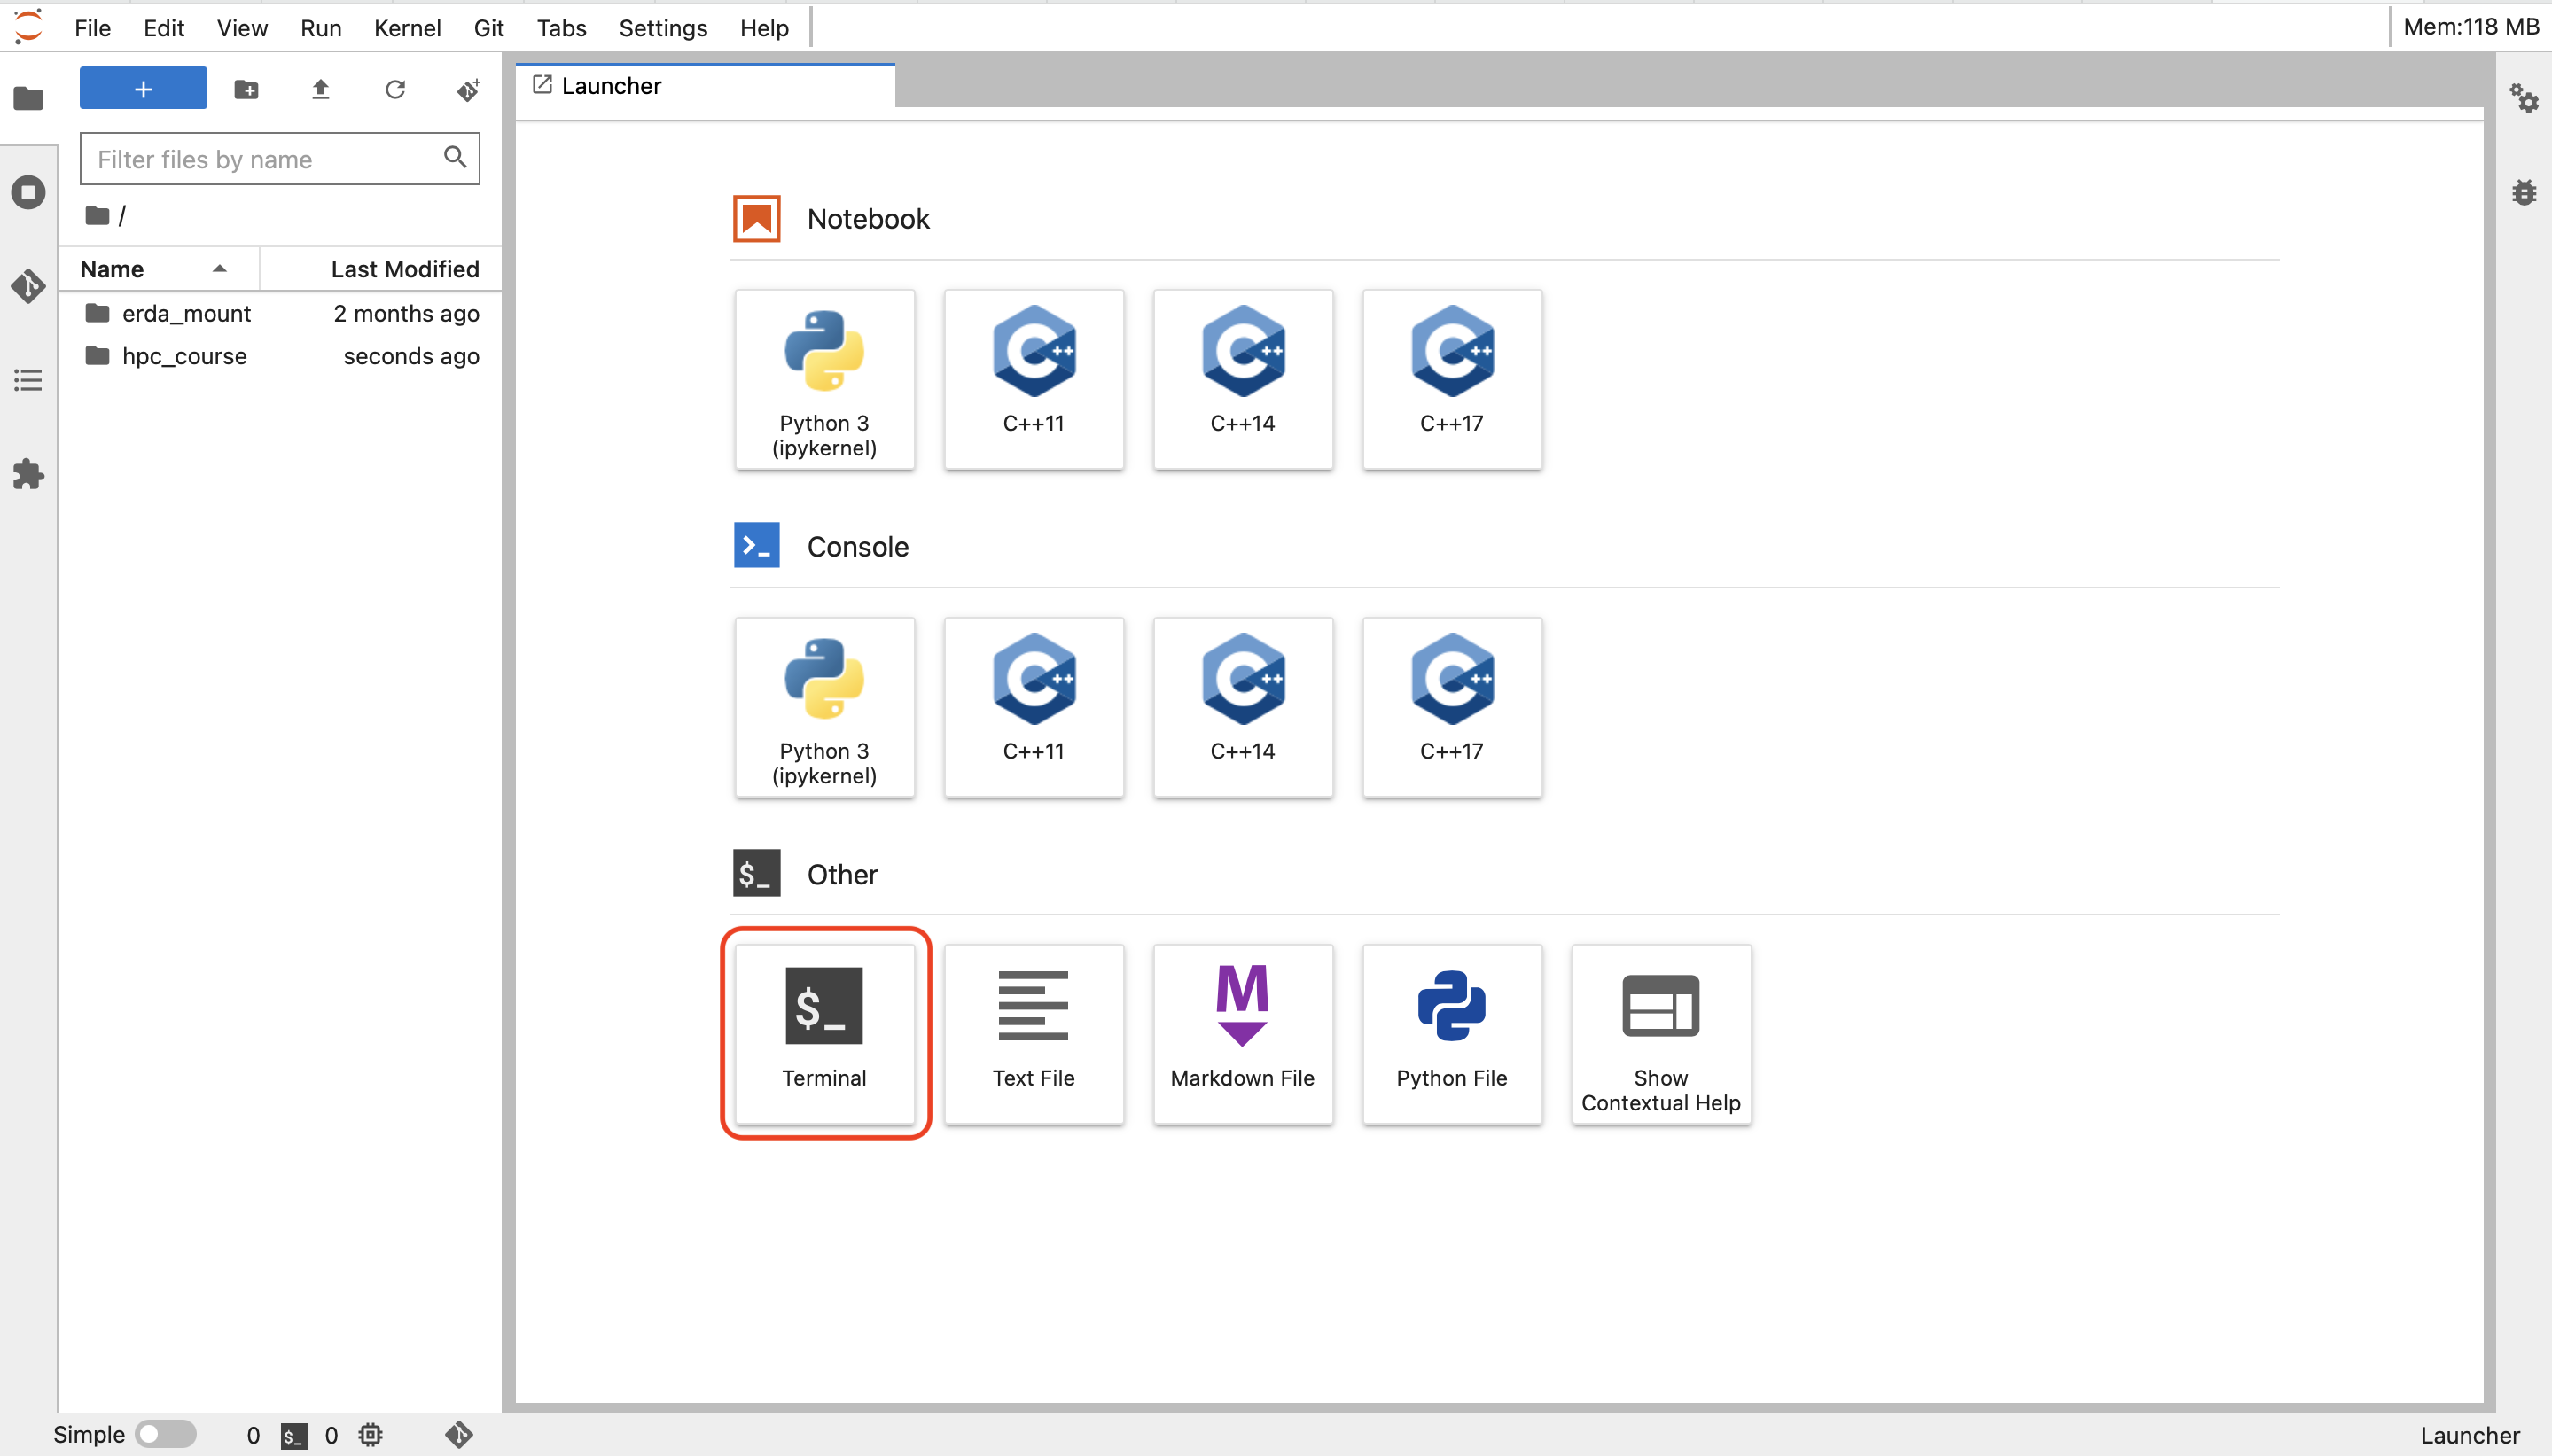 File Edit View Run Kernel Git Tabs Settings Help Mem:118 MB
+
Launcher
Filter files by name
/
Name Last Modified
erda_mount 2 months ago
hpc_course seconds ago
Notebook
Python 3
(ipykernel)
C++11
C++14
C++17
Console
Python 3
(ipykernel)
C++11
C++14
C++17
$_ Other
$_
Terminal
Text File
M
Markdown File
Python File
Show
Contextual Help
Simple 0 $_ 0 Launcher